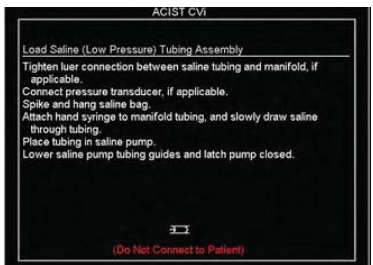 ACIST CVi
Load Saline (Low Pressure) Tubing Assembly
Tighten luer connection between saline tubing and manifold, if
applicable.
Connect pressure transducer, if applicable.
Spike and hang saline bag.
Attach hand syringe to manifold tubing, and slowly draw saline
through tubing.
Place tubing in saline pump.
Lower saline pump tubing guides and latch pump closed.
(Do Not Connect to Patient)